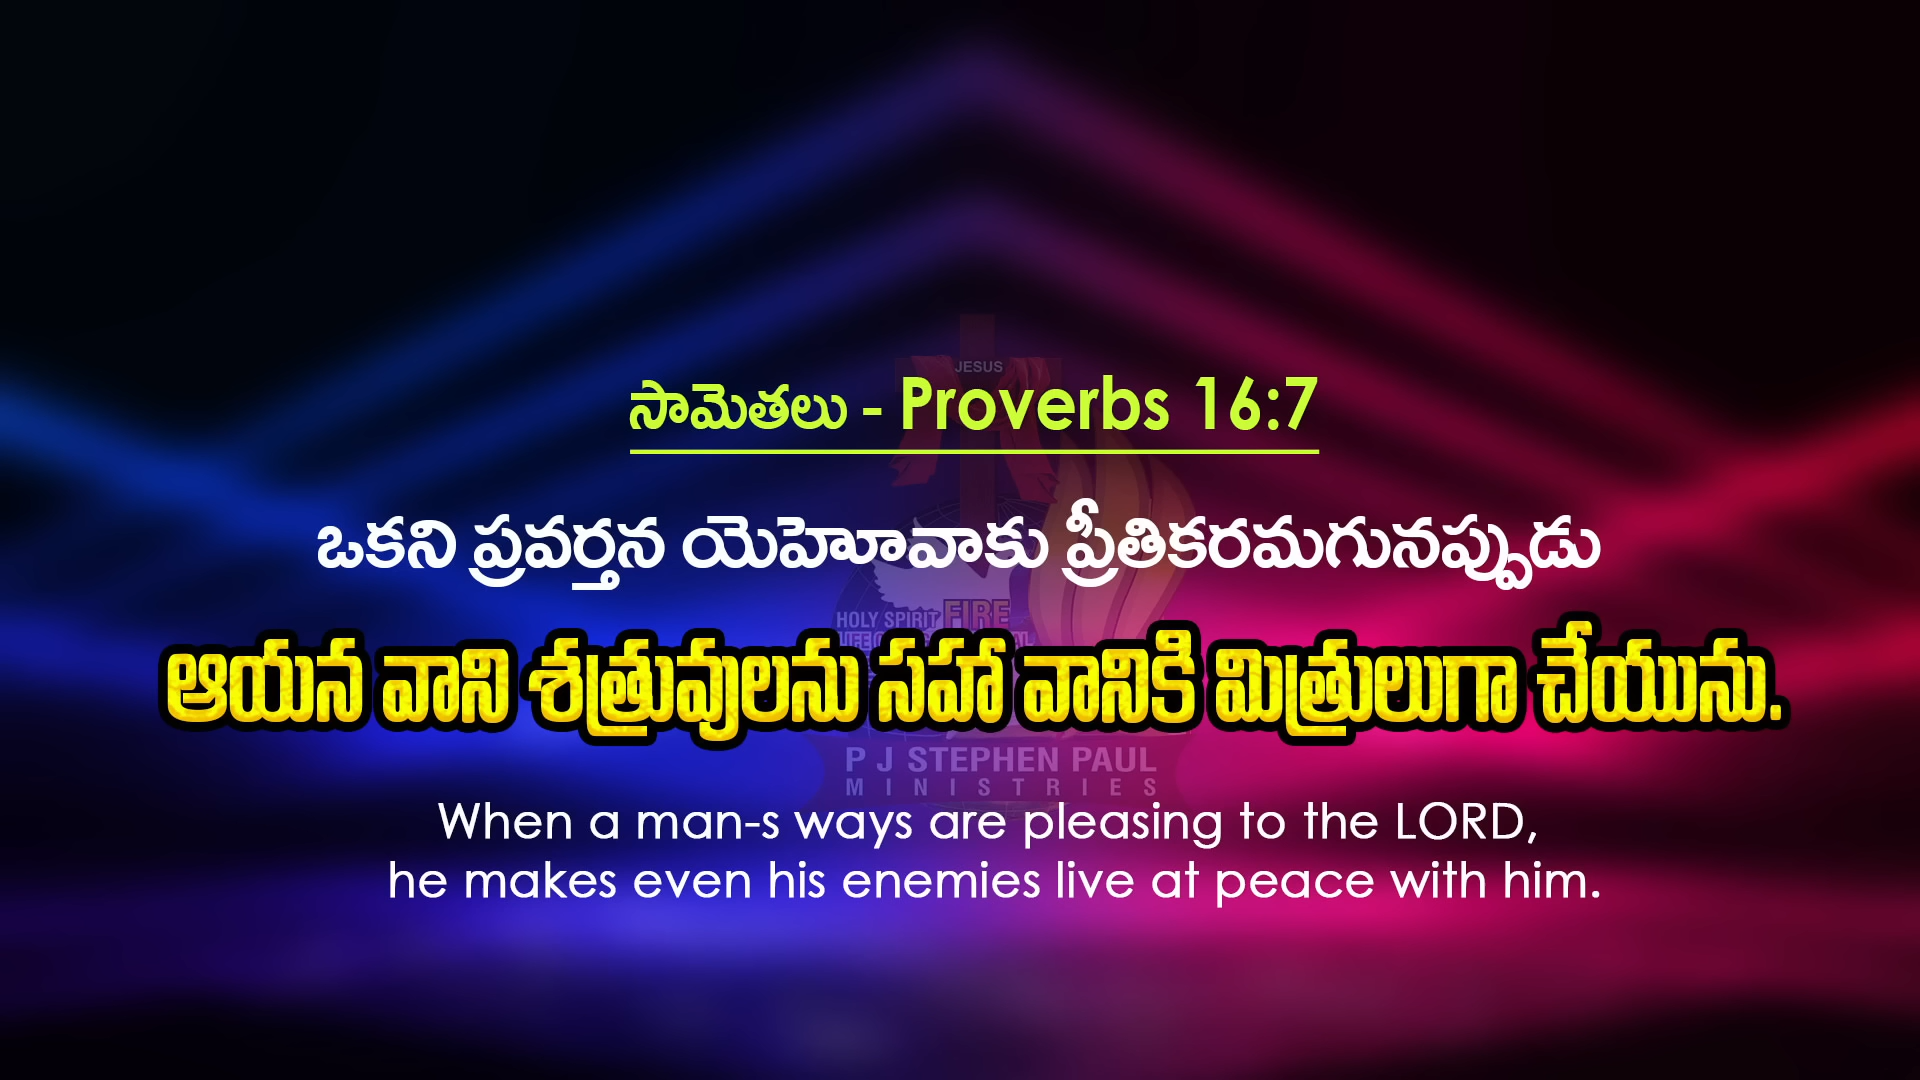 JESUS
సామెతలు - Proverbs 16:7
ఒకని ప్రవర్తన యెహోవాకు ప్రీతికరమగునప్పుడు
HOLY SPIRIT FIRE
ఆయన వాని శత్రువులను సహా వానికి మిత్రులుగా చేయును.
P J STEPHEN PAUL
MINISTRIES
When a man-s ways are pleasing to the LORD,
he makes even his enemies live at peace with him.